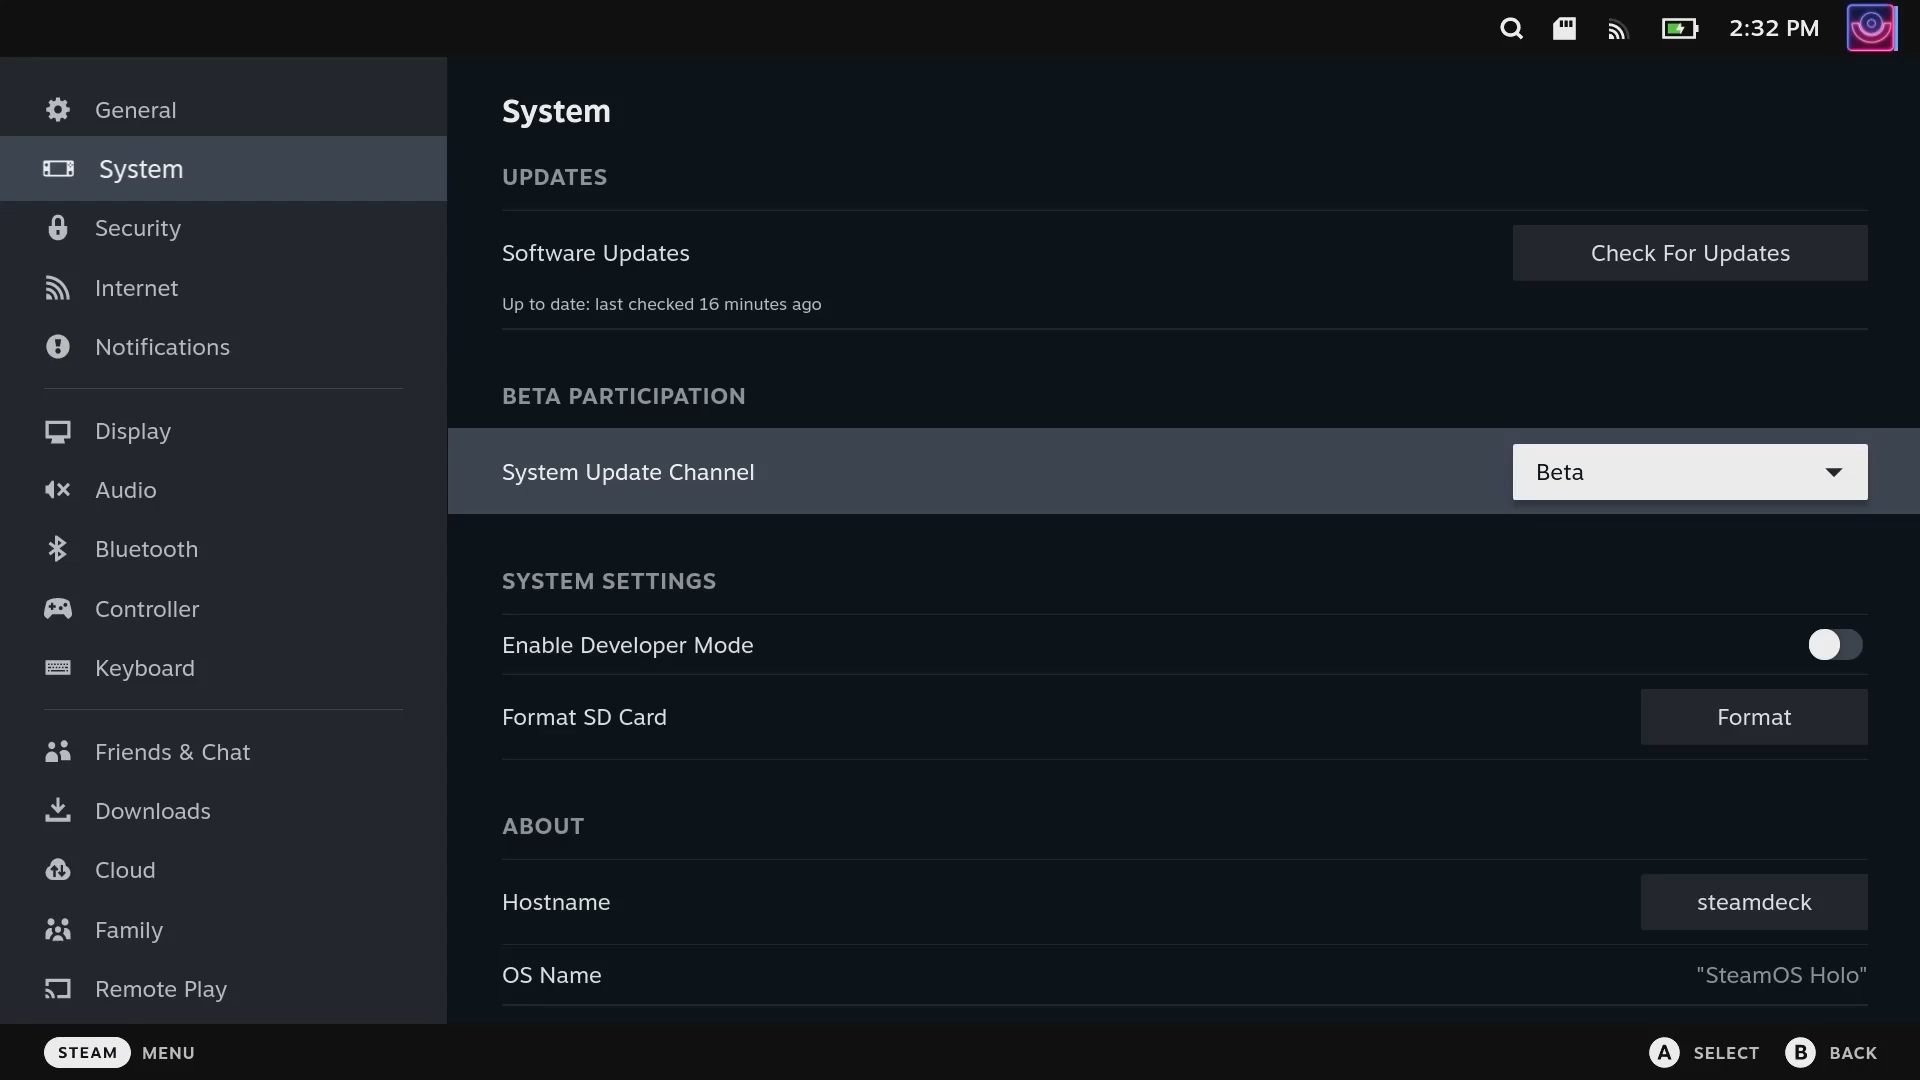 2:32 PM
General
System
Security
Internet
Notifications
Display
Audio
Bluetooth
Controller
Keyboard
Friends & Chat
Downloads
Cloud
Family
Remote Play
System
UPDATES
Software Updates
Check For Updates
Up to date: last checked 16 minutes ago
BETA PARTICIPATION
System Update Channel
Beta
SYSTEM SETTINGS
Enable Developer Mode
Format SD Card
Format
ABOUT
Hostname
steamdeck
OS Name
"SteamOS Holo"
STEAM MENU
A SELECT B BACK